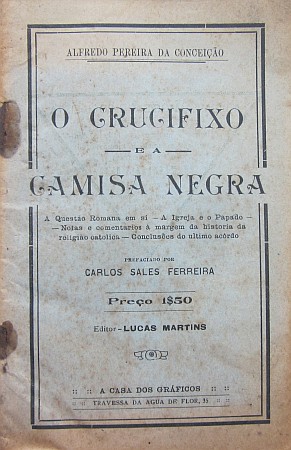 ALFREDO PEREIRA DA CONCEIÇÃO
O CRUCIFIXO
E A
CAMISA NEGRA
A Questão Romana em si — A Igreja e o Papado —
— Notas e comentarios à margem da historia da
religião catolica — Conclusões do ultimo acôrdo
PREFACIADO POR
CARLOS SALES FERREIRA
Preço 1$50
Editor – LUCAS MARTINS
:: :: A CASA DOS GRÁFICOS :: ::
TRAVESSA DA AGUA DE FLOR,